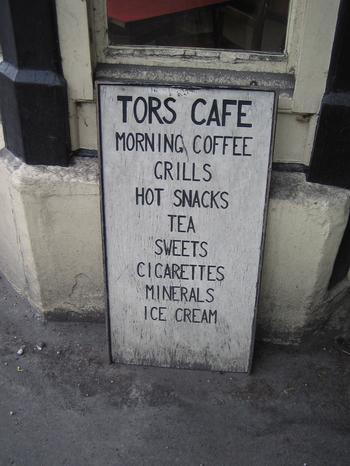 TORS CAFE
MORNING COFFEE
GRILLS
HOT SNACKS
TEA
SWEETS
CIGARETTES
MINERALS
ICE CREAM